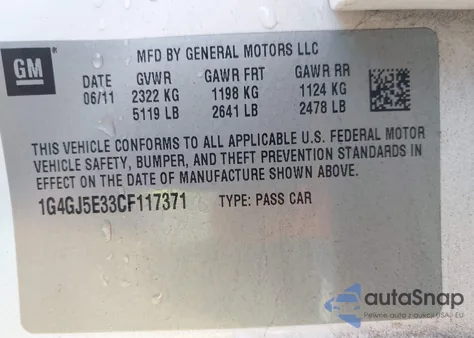 GM
MFD BY GENERAL MOTORS LLC
DATE GVWR GAWR FRT GAWR RR
06/11 2322 KG 1198 KG 1124 KG
5119 LB 2641 LB 2478 LB
THIS VEHICLE CONFORMS TO ALL APPLICABLE U.S. FEDERAL MOTOR
VEHICLE SAFETY, BUMPER, AND THEFT PREVENTION STANDARDS IN
EFFECT ON THE DATE OF MANUFACTURE SHOWN ABOVE.
1G4GJ5E33CF117371 TYPE: PASS CAR
autoSnap